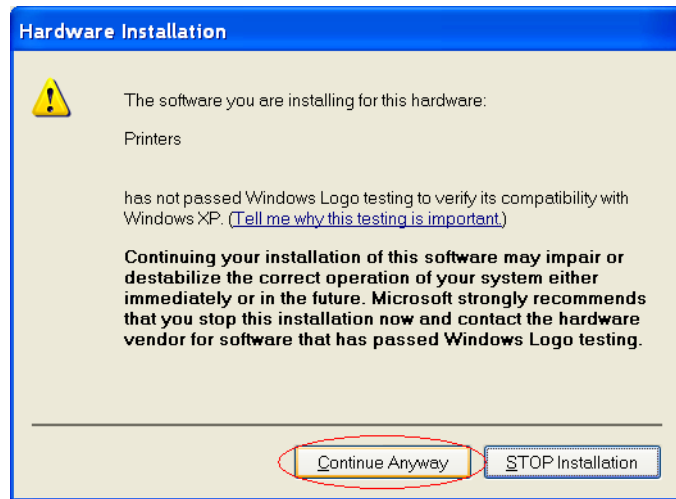 Hardware Installation
The software you are installing for this hardware:
Printers
has not passed Windows Logo testing to verify its compatibility with
Windows XP. (Tell me why this testing is important.)
Continuing your installation of this software may impair or
destabilize the correct operation of your system either
immediately or in the future. Microsoft strongly recommends
that you stop this installation now and contact the hardware
vendor for software that has passed Windows Logo testing.
Continue Anyway
STOP Installation